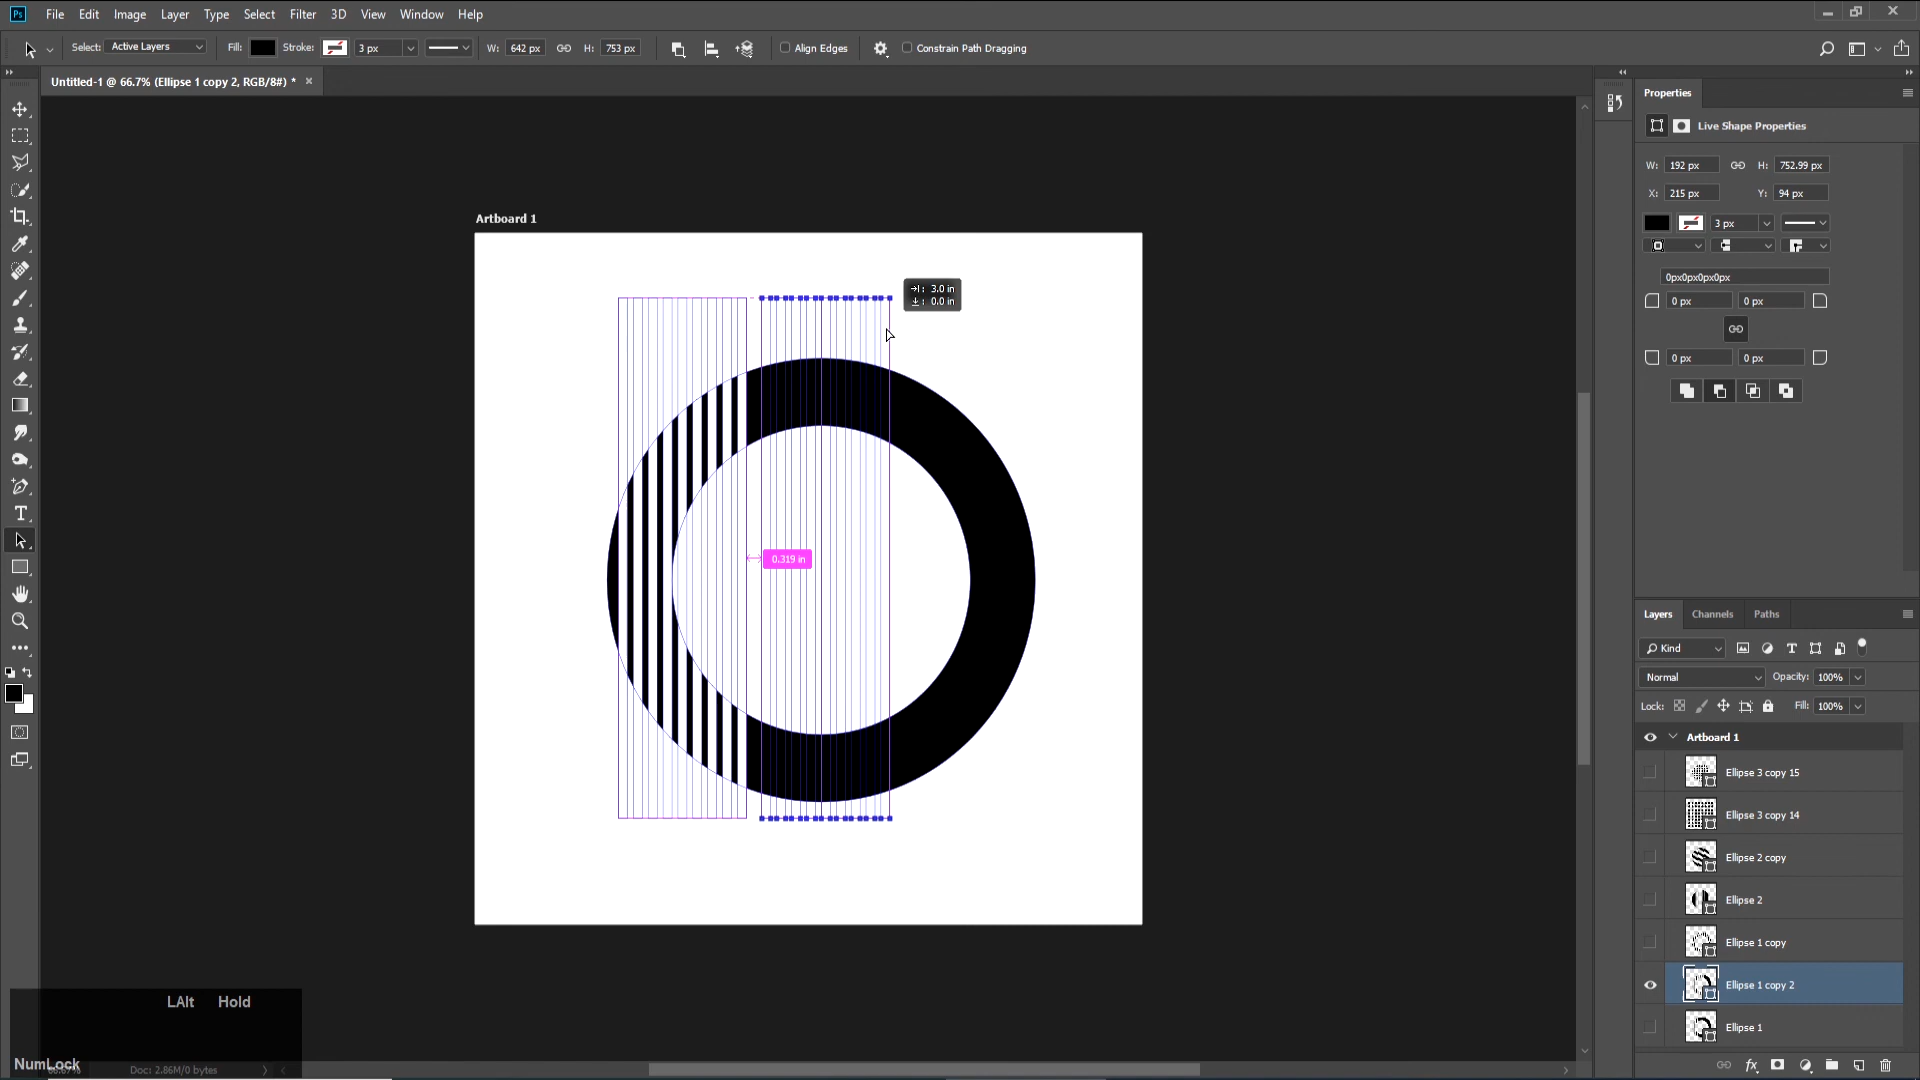 Ps File Edit Image Layer Type Select Filter 3D View Window Help
Select: Active Layers Fill: Stroke: 3 px W: 642 px H: 753 px Align Edges Constrain Path Dragging
Untitled-1 @ 66.7% (Ellipse 1 copy 2, RGB/8#) *
Properties
Live Shape Properties
W: 192 px H: 752.99 px
X: 215 px Y: 94 px
3 px
0px0px0px0px
0 px 0 px
0 px 0 px
Artboard 1
3.0 in
0.0 in
0.319 in
Layers Channels Paths
Kind
Normal Opacity: 100%
Lock: Fill: 100%
Artboard 1
Ellipse 3 copy 15
Ellipse 3 copy 14
Ellipse 2 copy
Ellipse 2
Ellipse 1 copy
Ellipse 1 copy 2
Ellipse 1
LAlt Hold
NumLock
Doc: 2.86M/0 bytes